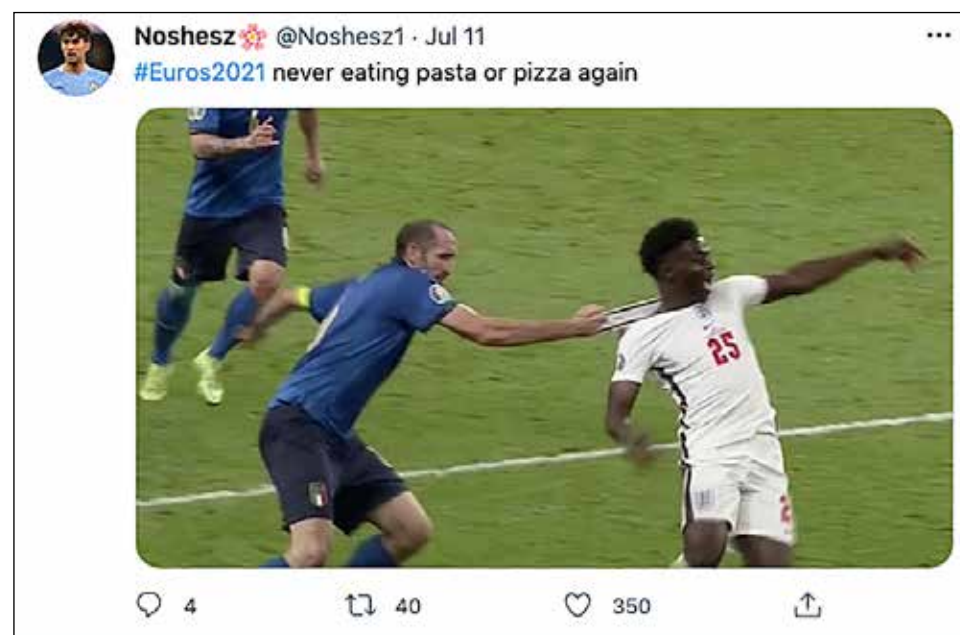 Noshesz🌸 @Noshesz1 · Jul 11
#Euros2021 never eating pasta or pizza again
25
4 40 350